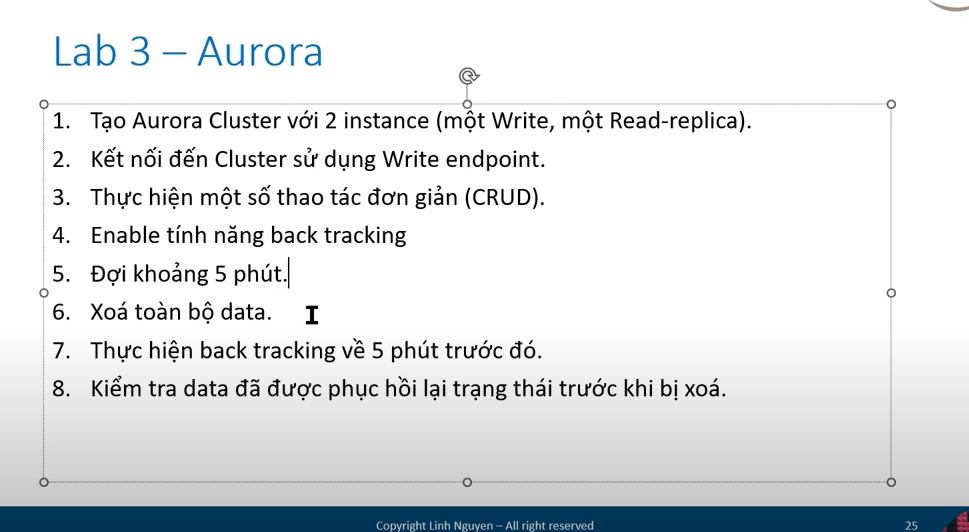 Lab 3 – Aurora
1. Tạo Aurora Cluster với 2 instance (một Write, một Read-replica).
2. Kết nối đến Cluster sử dụng Write endpoint.
3. Thực hiện một số thao tác đơn giản (CRUD).
4. Enable tính năng back tracking
5. Đợi khoảng 5 phút.
6. Xoá toàn bộ data.
7. Thực hiện back tracking về 5 phút trước đó.
8. Kiểm tra data đã được phục hồi lại trạng thái trước khi bị xoá.
Copyright Linh Nguyen – All right reserved
25